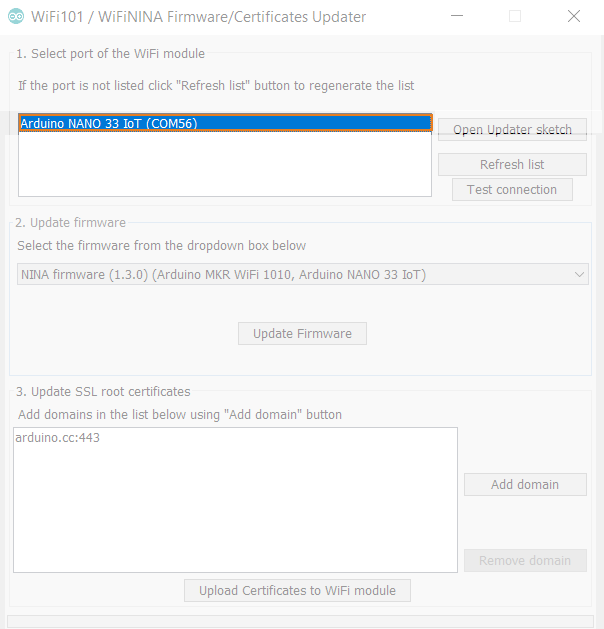 WiFi101 / WiFiNINA Firmware/Certificates Updater
1. Select port of the WiFi module
If the port is not listed click "Refresh list" button to regenerate the list
Arduino NANO 33 IoT (COM56)
Open Updater sketch
Refresh list
Test connection
2. Update firmware
Select the firmware from the dropdown box below
NINA firmware (1.3.0) (Arduino MKR WiFi 1010, Arduino NANO 33 IoT)
Update Firmware
3. Update SSL root certificates
Add domains in the list below using "Add domain" button
arduino.cc:443
Add domain
Remove domain
Upload Certificates to WiFi module